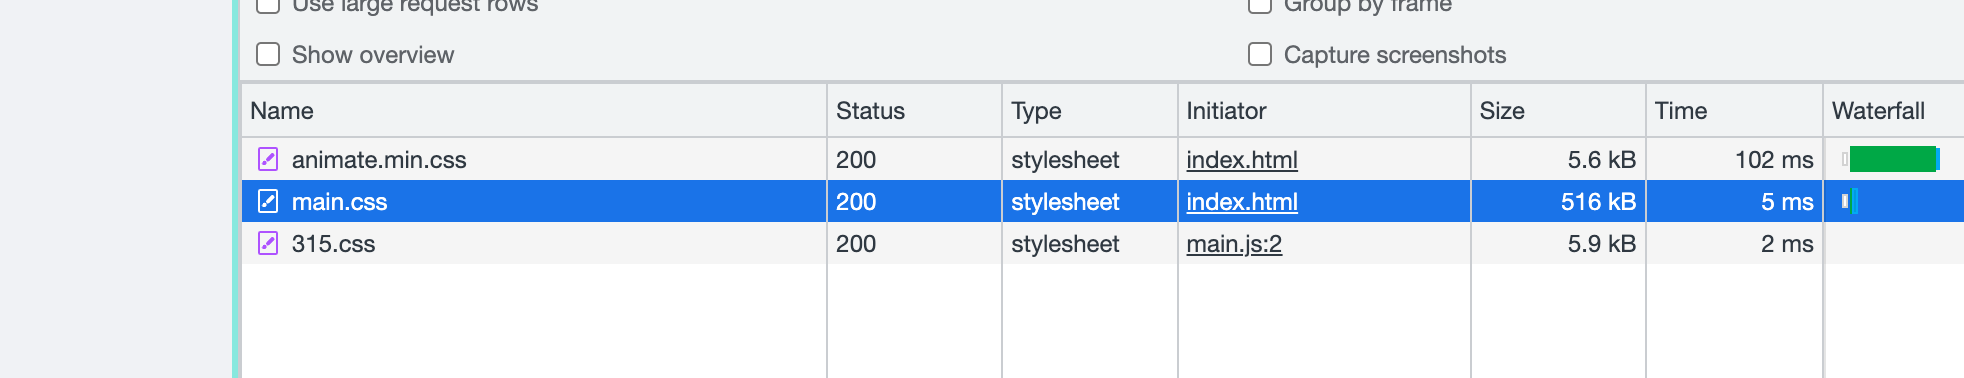 Use large request rows Group by frame
Show overview Capture screenshots
Name Status Type Initiator Size Time Waterfall
animate.min.css 200 stylesheet index.html 5.6 kB 102 ms
main.css 200 stylesheet index.html 516 kB 5 ms
315.css 200 stylesheet main.js:2 5.9 kB 2 ms